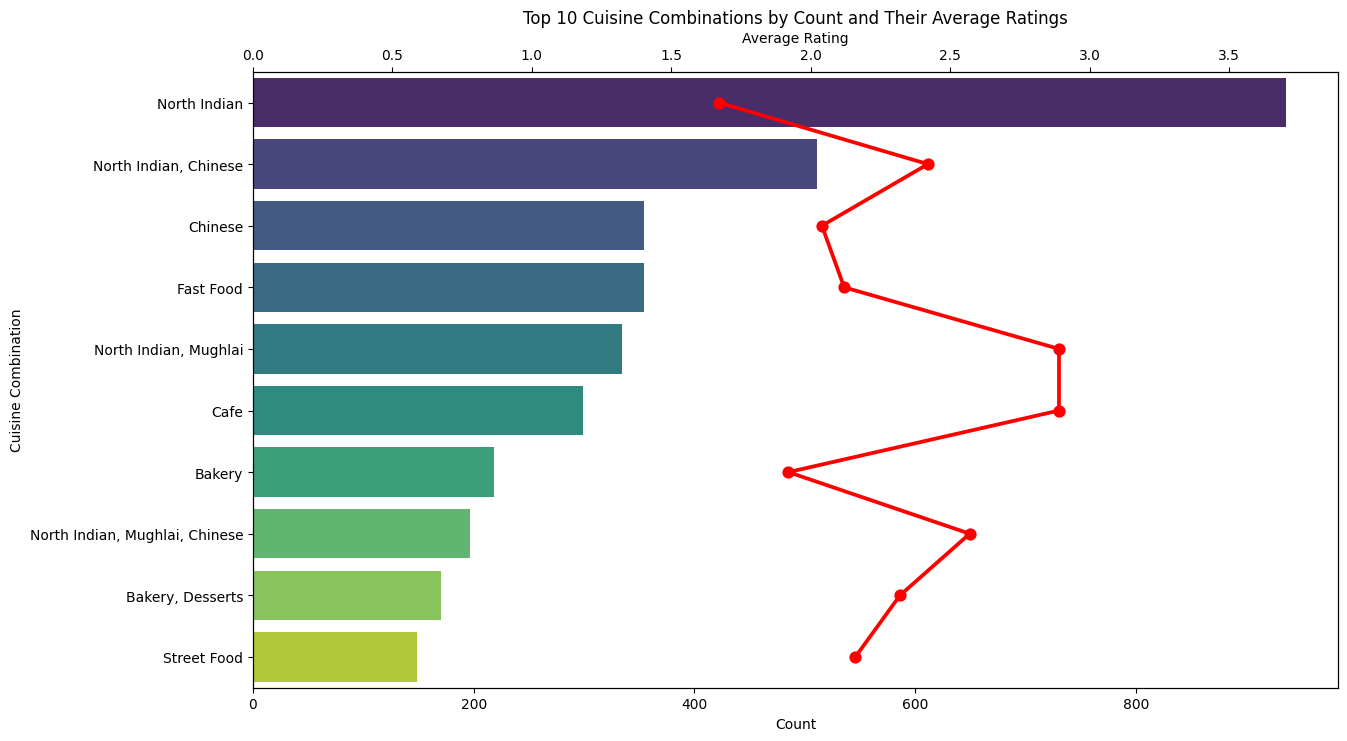 Top 10 Cuisine Combinations by Count and Their Average Ratings
Average Rating
0.0 0.5 1.0 1.5 2.0 2.5 3.0 3.5
Cuisine Combination
North Indian
North Indian, Chinese
Chinese
Fast Food
North Indian, Mughlai
Cafe
Bakery
North Indian, Mughlai, Chinese
Bakery, Desserts
Street Food
0 200 400 600 800
Count